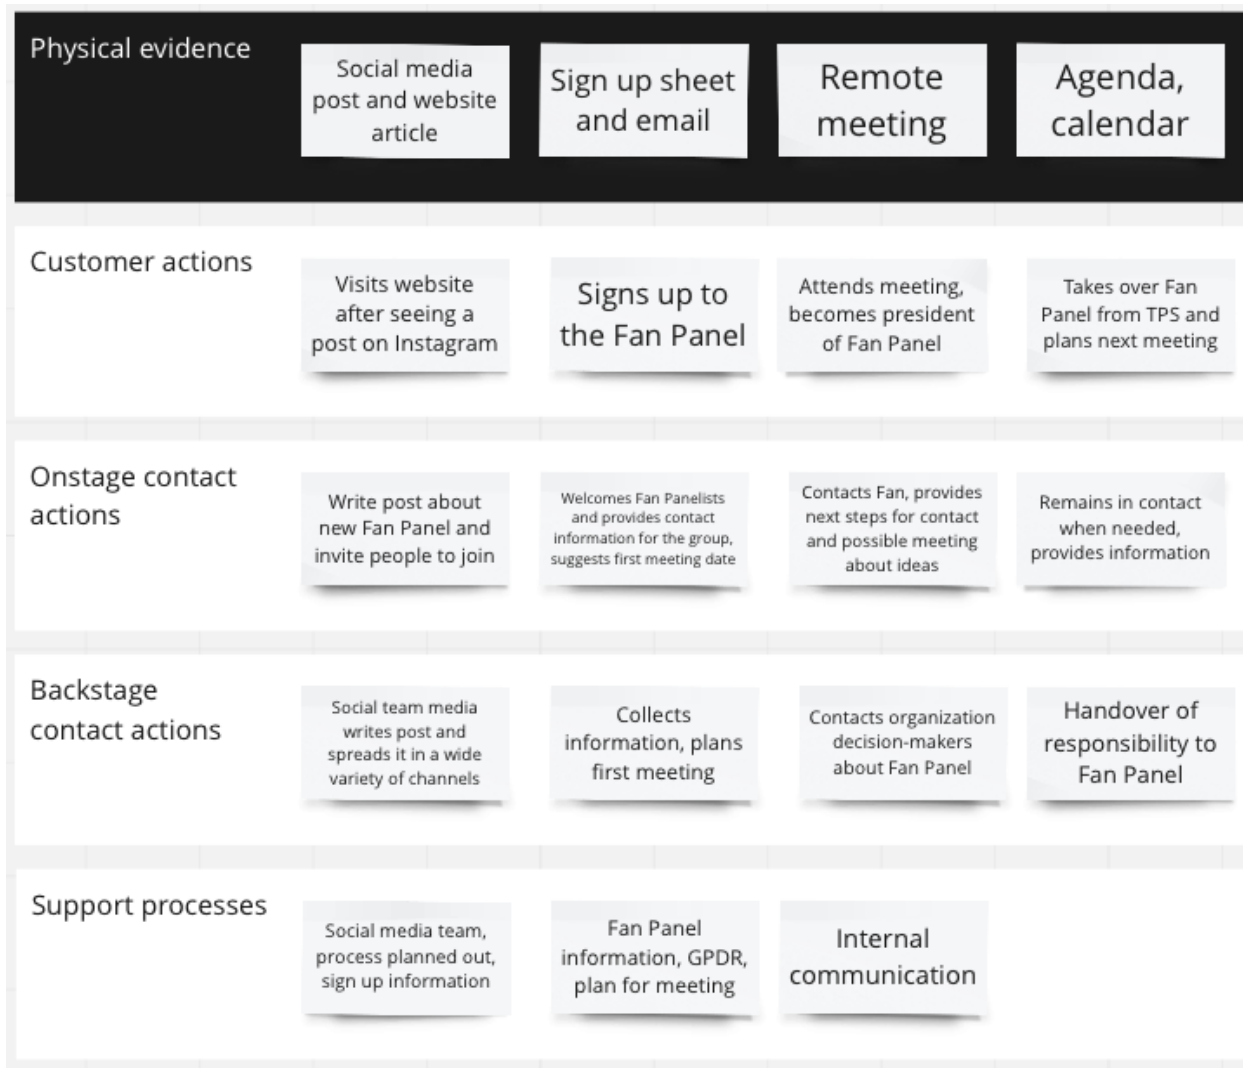 Physical evidence
Social media
post and website
article
Sign up sheet
and email
Remote
meeting
Agenda,
calendar
Customer actions
Visits website
after seeing a
post on Instagram
Signs up to
the Fan Panel
Attends meeting,
becomes president
of Fan Panel
Takes over Fan
Panel from TPS and
plans next meeting
Onstage contact
actions
Write post about
new Fan Panel and
invite people to join
Welcomes Fan Panelists
and provides contact
information for the group,
suggests first meeting date
Contacts Fan, provides
next steps for contact
and possible meeting
about ideas
Remains in contact
when needed,
provides information
Backstage
contact actions
Social team media
writes post and
spreads it in a wide
variety of channels
Collects
information, plans
first meeting
Contacts organization
decision-makers
about Fan Panel
Handover of
responsibility to
Fan Panel
Support processes
Social media team,
process planned out,
sign up information
Fan Panel
information, GPDR,
plan for meeting
Internal
communication